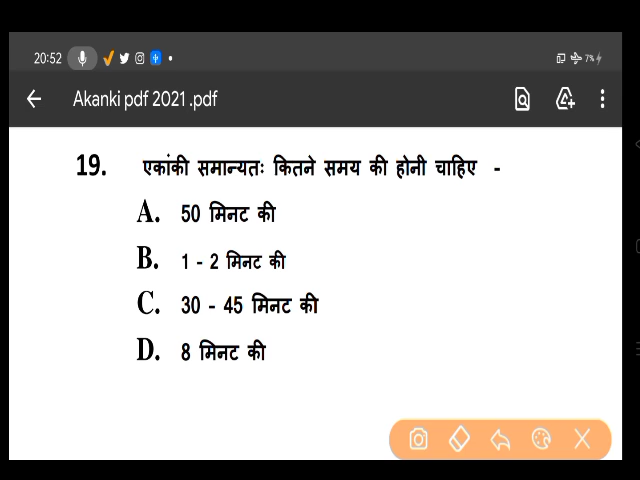 20:52
7%
Akanki pdf 2021.pdf
19. एकांकी समान्यतः कितने समय की होनी चाहिए -
A. 50 मिनट की
B. 1 - 2 मिनट की
C. 30 - 45 मिनट की
D. 8 मिनट की